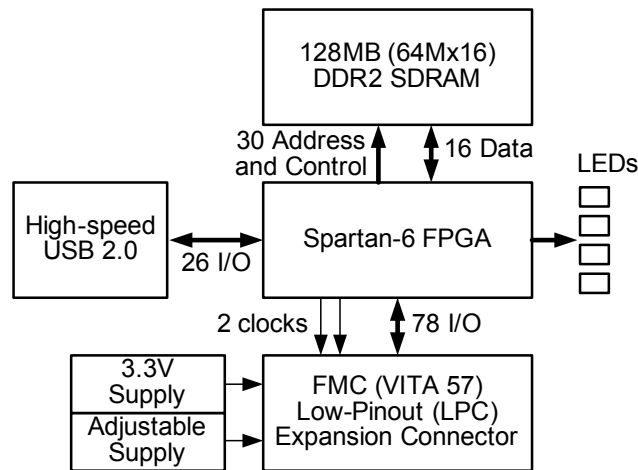 128MB (64Mx16)
DDR2 SDRAM
30 Address
and Control
16 Data
LEDs
High-speed
USB 2.0
26 I/O
Spartan-6 FPGA
2 clocks
78 I/O
3.3V
Supply
Adjustable
Supply
FMC (VITA 57)
Low-Pinout (LPC)
Expansion Connector